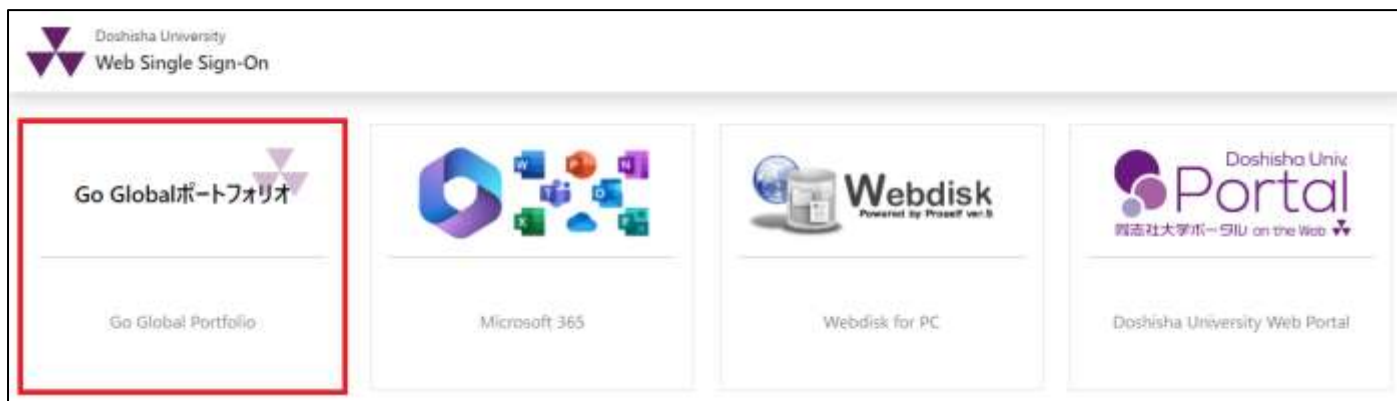 Doshisha University
Web Single Sign-On
Go Globalポートフォリオ
Go Global Portfolio
Microsoft 365
Webdisk
Powered by Proself ver.5
Webdisk for PC
Doshisha Univ.
Portal
同志社大学ポータル on the Web
Doshisha University Web Portal